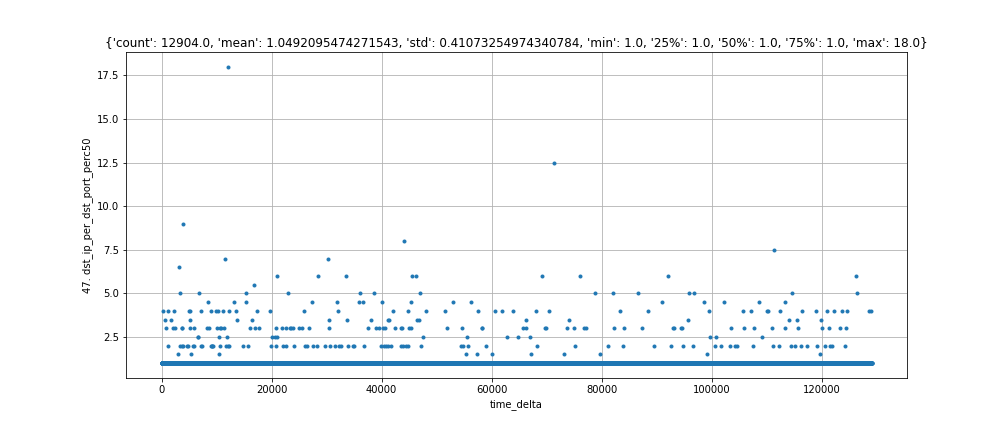 {'count': 12904.0, 'mean': 1.0492095474271543, 'std': 0.41073254974340784, 'min': 1.0, '25%': 1.0, '50%': 1.0, '75%': 1.0, 'max': 18.0}
47. dst_ip_per_dst_port_perc50
17.5
15.0
12.5
10.0
7.5
5.0
2.5
0 20000 40000 60000 80000 100000 120000
time_delta